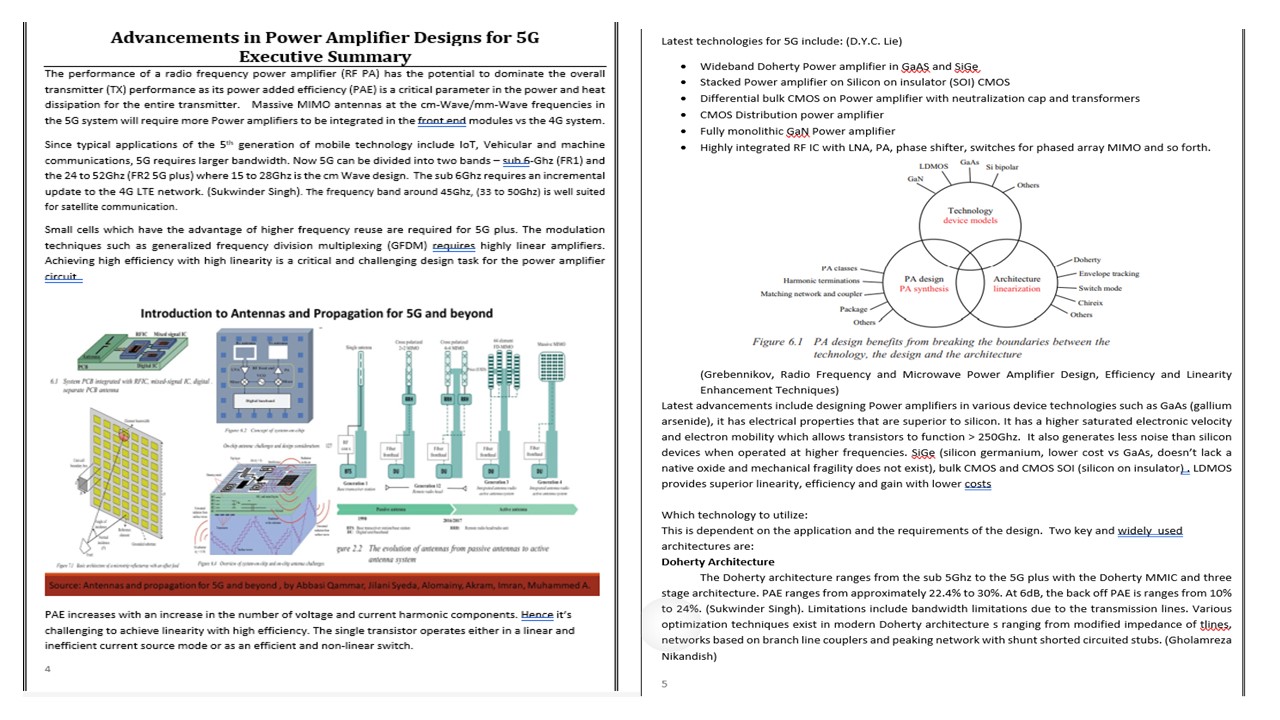 Advancements in Power Amplifier Designs for 5G
Executive Summary
The performance of a radio frequency power amplifier (RF PA) has the potential to dominate the overall
transmitter (TX) performance as its power added efficiency (PAE) is a critical parameter in the power and heat
dissipation for the entire transmitter. Massive MIMO antennas at the cm-Wave/mm-Wave frequencies in
the 5G system will require more Power amplifiers to be integrated in the front end modules vs the 4G system.
Since typical applications of the 5th generation of mobile technology include IoT, Vehicular and machine
communications, 5G requires larger bandwidth. Now 5G can be divided into two bands – sub 6-Ghz (FR1) and
the 24 to 52Ghz (FR2 5G plus) where 15 to 28Ghz is the cm Wave design. The sub 6Ghz requires an incremental
update to the 4G LTE network. (Sukwinder Singh). The frequency band around 45Ghz, (33 to 50Ghz) is well suited
for satellite communication.
Small cells which have the advantage of higher frequency reuse are required for 5G plus. The modulation
techniques such as generalized frequency division multiplexing (GFDM) requires highly linear amplifiers.
Achieving high efficiency with high linearity is a critical and challenging design task for the power amplifier
circuit.
Introduction to Antennas and Propagation for 5G and beyond
RFIC Mixed signal IC
Antenna
PCB Digital IC
6.3 System PCB integrated with RFIC, mixed-signal IC, digital
separate PCB antenna
Digital baseband
Figure 6.2 Concept of system-on-chip
On-chip antenna: challenges and design considerations 127
Single antenna
Massive MIMO
Generation 1
Generation 1/2
Generation 3
Generation 4
Passive antenna
Active antenna
1990
2016/2017
gure 2.2 The evolution of antennas from passive antennas to active
antenna system
Source: Antennas and propagation for 5G and beyond , by Abbasi Qammar, Jilani Syeda, Alomainy, Akram, Imran, Muhammed A.
PAE increases with an increase in the number of voltage and current harmonic components. Hence it's
challenging to achieve linearity with high efficiency. The single transistor operates either in a linear and
inefficient current source mode or as an efficient and non-linear switch.
4
Latest technologies for 5G include: (D.Y.C. Lie)
• Wideband Doherty Power amplifier in GaAS and SiGe
• Stacked Power amplifier on Silicon on insulator (SOI) CMOS
• Differential bulk CMOS on Power amplifier with neutralization cap and transformers
• CMOS Distribution power amplifier
• Fully monolithic GaN Power amplifier
• Highly integrated RF IC with LNA, PA, phase shifter, switches for phased array MIMO and so forth.
LDMOS GaAs Si bipolar
GaN Others
Technology
device models
PA classes
Harmonic terminations
Matching network and coupler
Package
Others
PA design
PA synthesis
Architecture
linearization
Doherty
Envelope tracking
Switch mode
Chireix
Others
Figure 6.1 PA design benefits from breaking the boundaries between the
technology, the design and the architecture
(Grebennikov, Radio Frequency and Microwave Power Amplifier Design, Efficiency and Linearity
Enhancement Techniques)
Latest advancements include designing Power amplifiers in various device technologies such as GaAs (gallium
arsenide), it has electrical properties that are superior to silicon. It has a higher saturated electronic velocity
and electron mobility which allows transistors to function > 250Ghz. It also generates less noise than silicon
devices when operated at higher frequencies. SiGe (silicon germanium, lower cost vs GaAs, doesn't lack a
native oxide and mechanical fragility does not exist), bulk CMOS and CMOS SOI (silicon on insulator) . LDMOS
provides superior linearity, efficiency and gain with lower costs
Which technology to utilize:
This is dependent on the application and the requirements of the design. Two key and widely used
architectures are:
Doherty Architecture
The Doherty architecture ranges from the sub 5Ghz to the 5G plus with the Doherty MMIC and three
stage architecture. PAE ranges from approximately 22.4% to 30%. At 6dB, the back off PAE is ranges from 10%
to 24%. (Sukwinder Singh). Limitations include bandwidth limitations due to the transmission lines. Various
optimization techniques exist in modern Doherty architecture s ranging from modified impedance of tlines,
networks based on branch line couplers and peaking network with shunt shorted circuited stubs. (Gholamreza
Nikandish)
5